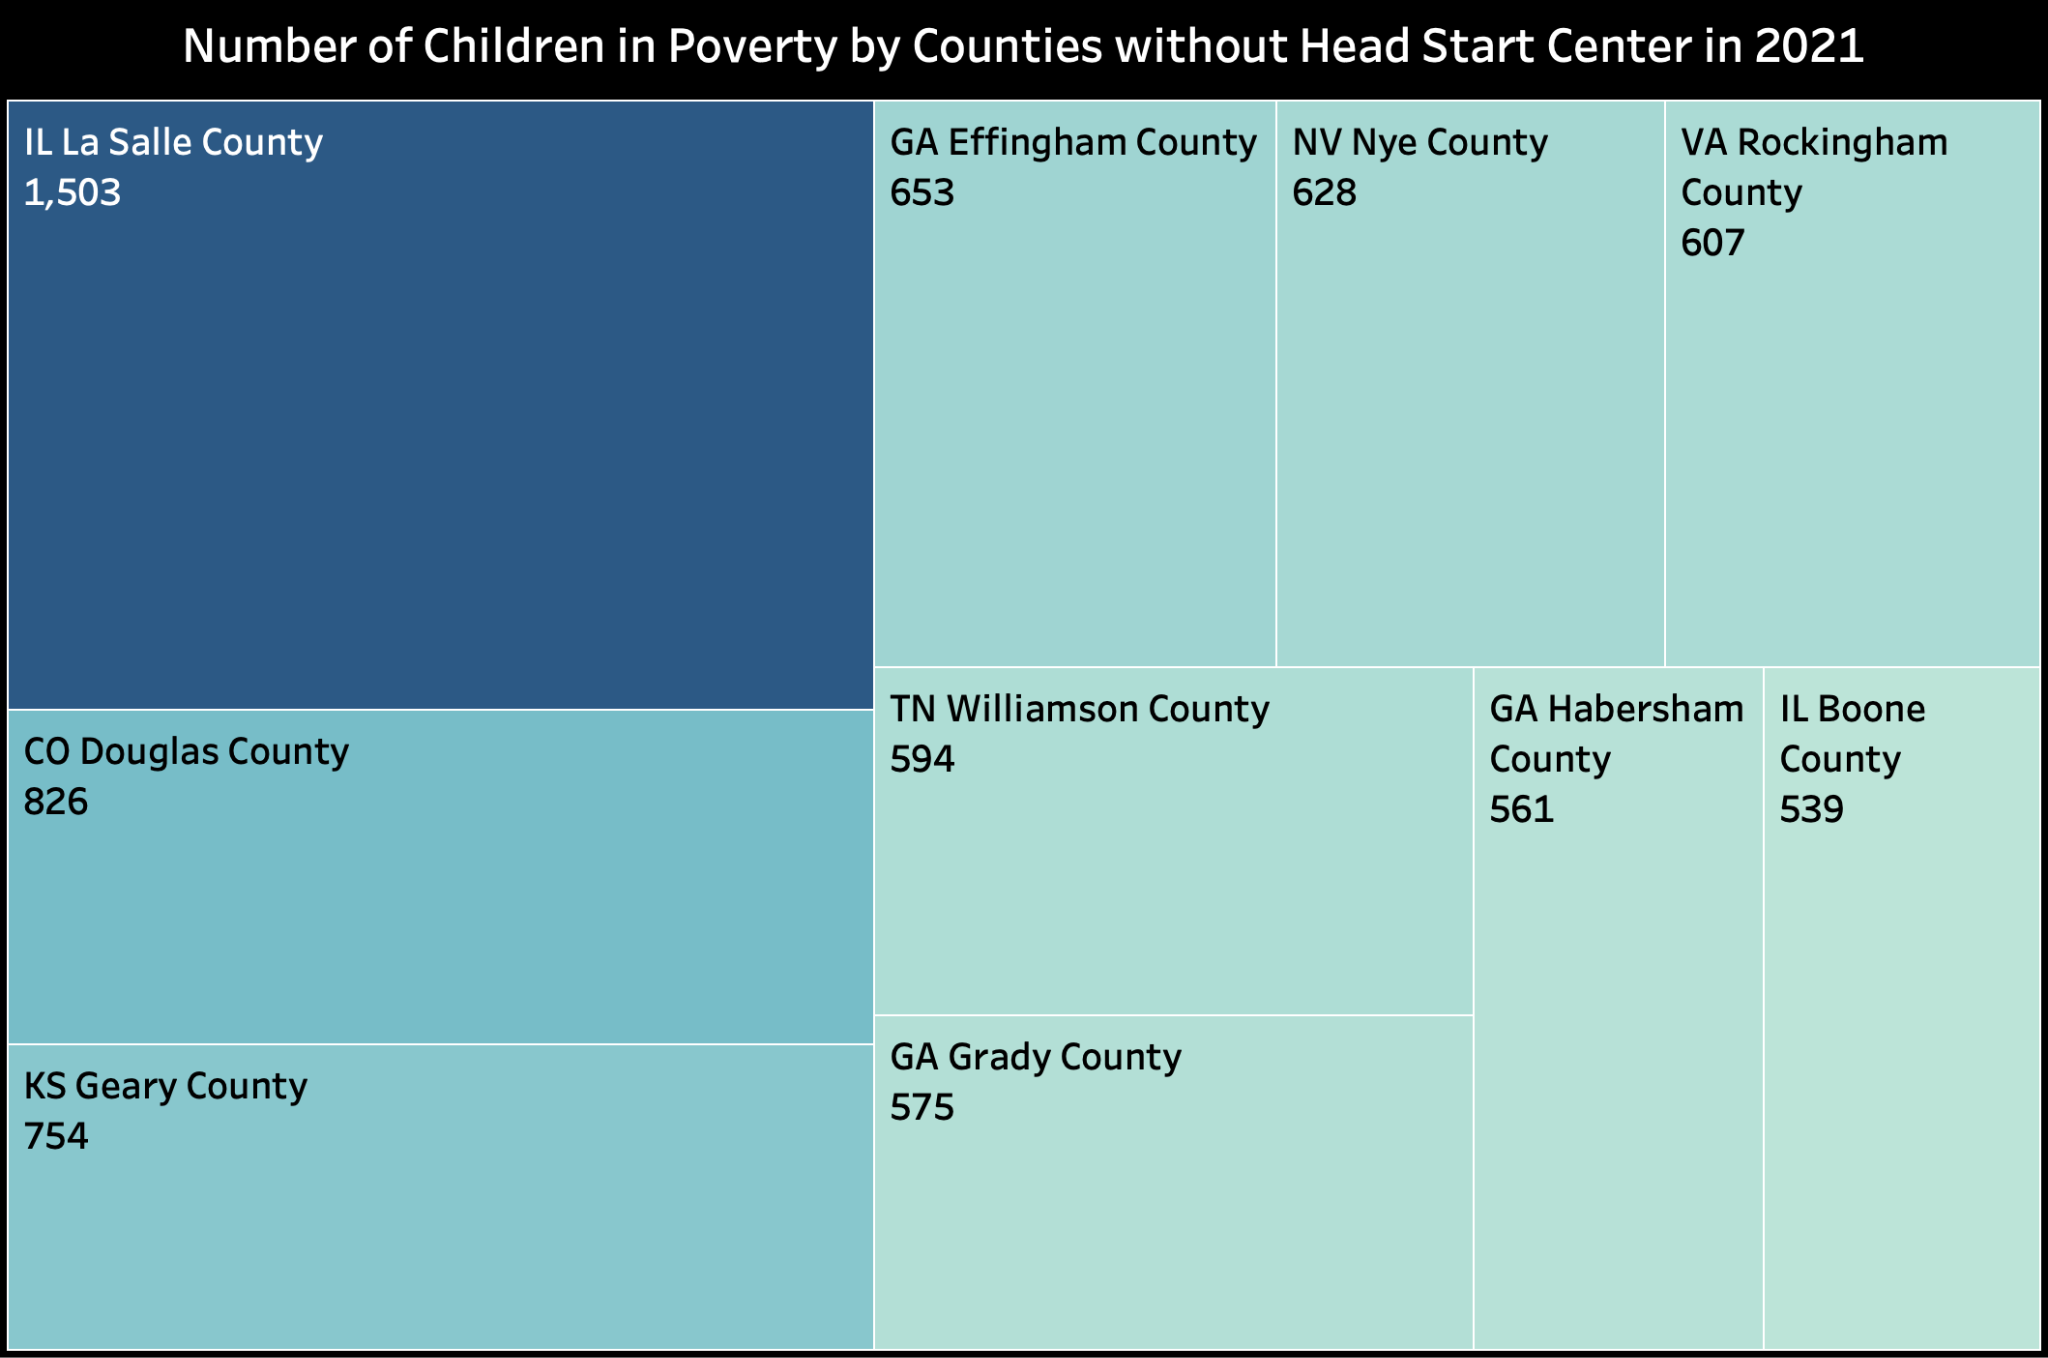 Number of Children in Poverty by Counties without Head Start Center in 2021
IL La Salle County
1,503
CO Douglas County
826
KS Geary County
754
GA Effingham County
653
NV Nye County
628
VA Rockingham
County
607
TN Williamson County
594
GA Grady County
575
GA Habersham
County
561
IL Boone
County
539